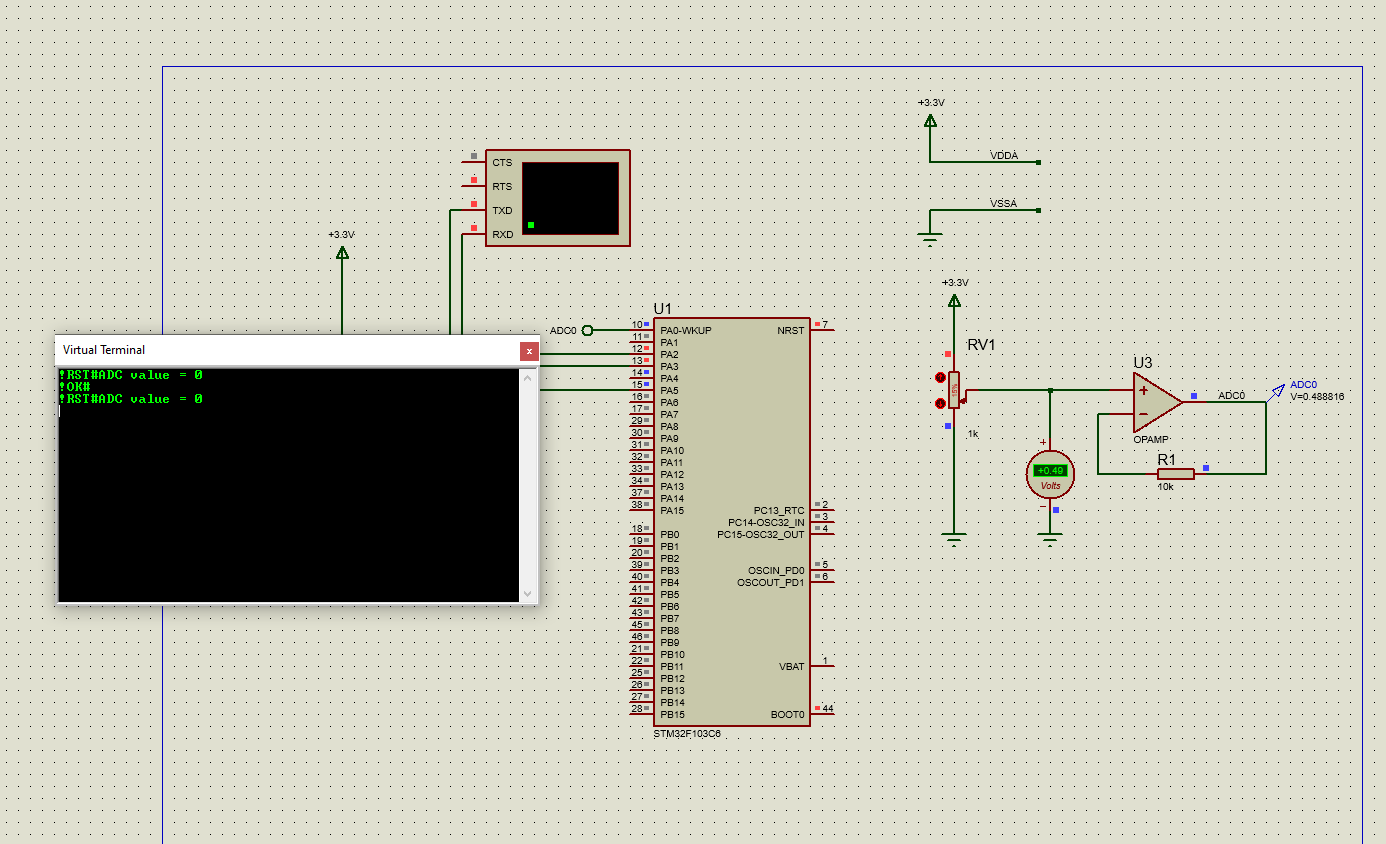 +3.3V
VDDA
CTS
RTS
TXD
RXD
VSSA
+3.3V
+3.3V
U1
ADC0
10 PA0-WKUP NRST 7
11 PA1
12 PA2
13 PA3
14 PA4
15 PA5
16 PA6
17 PA7
29 PA8
30 PA9
31 PA10
32 PA11
33 PA12
34 PA13
37 PA14
38 PA15
PC13_RTC 2
PC14-OSC32_IN 3
PC15-OSC32_OUT 4
18 PB0
19 PB1
20 PB2
39 PB3
40 PB4
41 PB5
42 PB6
43 PB7
45 PB8
46 PB9
21 PB10
22 PB11
25 PB12
26 PB13
27 PB14
28 PB15
OSCIN_PD0 5
OSCOUT_PD1 6
VBAT 1
BOOT0 44
STM32F103C6
Virtual Terminal
!RST#ADC value = 0
!OK#
!RST#ADC value = 0
RV1
1k
U3
OPAMP
ADC0
ADC0
V=0.488816
+
+0.49
Volts
R1
10k